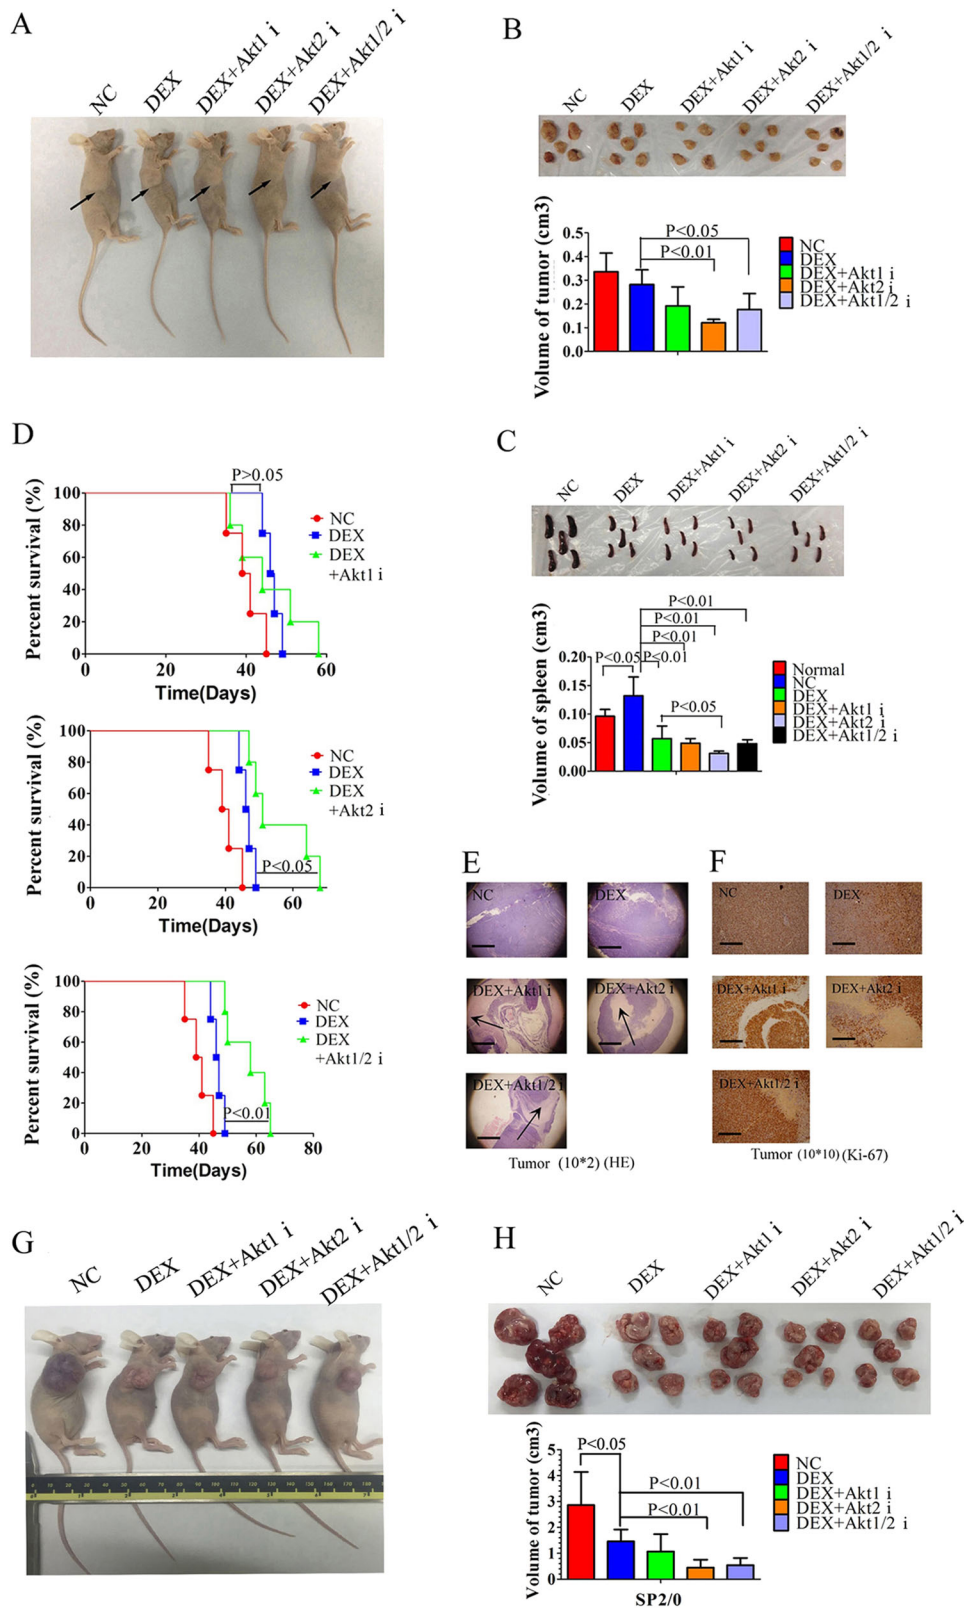 A
NC
DEX
DEX+Akt1 i
DEX+Akt2 i
DEX+Akt1/2 i
B
NC
DEX
DEX+Akt1 i
DEX+Akt2 i
DEX+Akt1/2 i
Volume of tumor (cm3)
0.5
0.4
0.3
0.2
0.1
0.0
P<0.05
P<0.01
NC
DEX
DEX+Akt1 i
DEX+Akt2 i
DEX+Akt1/2 i
D
Percent survival (%)
100
80
60
40
20
0
P>0.05
NC
DEX
DEX
+Akt1 i
0 20 40 60
Time(Days)
Percent survival (%)
100
80
60
40
20
0
NC
DEX
DEX
+Akt2 i
P<0.05
0 20 40 60
Time(Days)
Percent survival (%)
100
80
60
40
20
0
NC
DEX
DEX
+Akt1/2 i
P<0.01
0 20 40 60 80
Time(Days)
C
NC
DEX
DEX+Akt1 i
DEX+Akt2 i
DEX+Akt1/2 i
Volume of spleen (cm3)
0.20
0.15
0.10
0.05
0.00
P<0.01
P<0.01
P<0.01
P<0.05
P<0.01
P<0.05
Normal
NC
DEX
DEX+Akt1 i
DEX+Akt2 i
DEX+Akt1/2 i
E
NC
DEX
DEX+Akt1 i
DEX+Akt2 i
DEX+Akt1/2 i
Tumor (10*2) (HE)
F
NC
DEX
DEX+Akt1 i
DEX+Akt2 i
DEX+Akt1/2 i
Tumor (10*10) (Ki-67)
G
NC
DEX
DEX+Akt1 i
DEX+Akt2 i
DEX+Akt1/2 i
H
NC
DEX
DEX+Akt1 i
DEX+Akt2 i
DEX+Akt1/2 i
Volume of tumor (cm3)
5
4
3
2
1
0
P<0.05
P<0.01
P<0.01
NC
DEX
DEX+Akt1 i
DEX+Akt2 i
DEX+Akt1/2 i
SP2/0